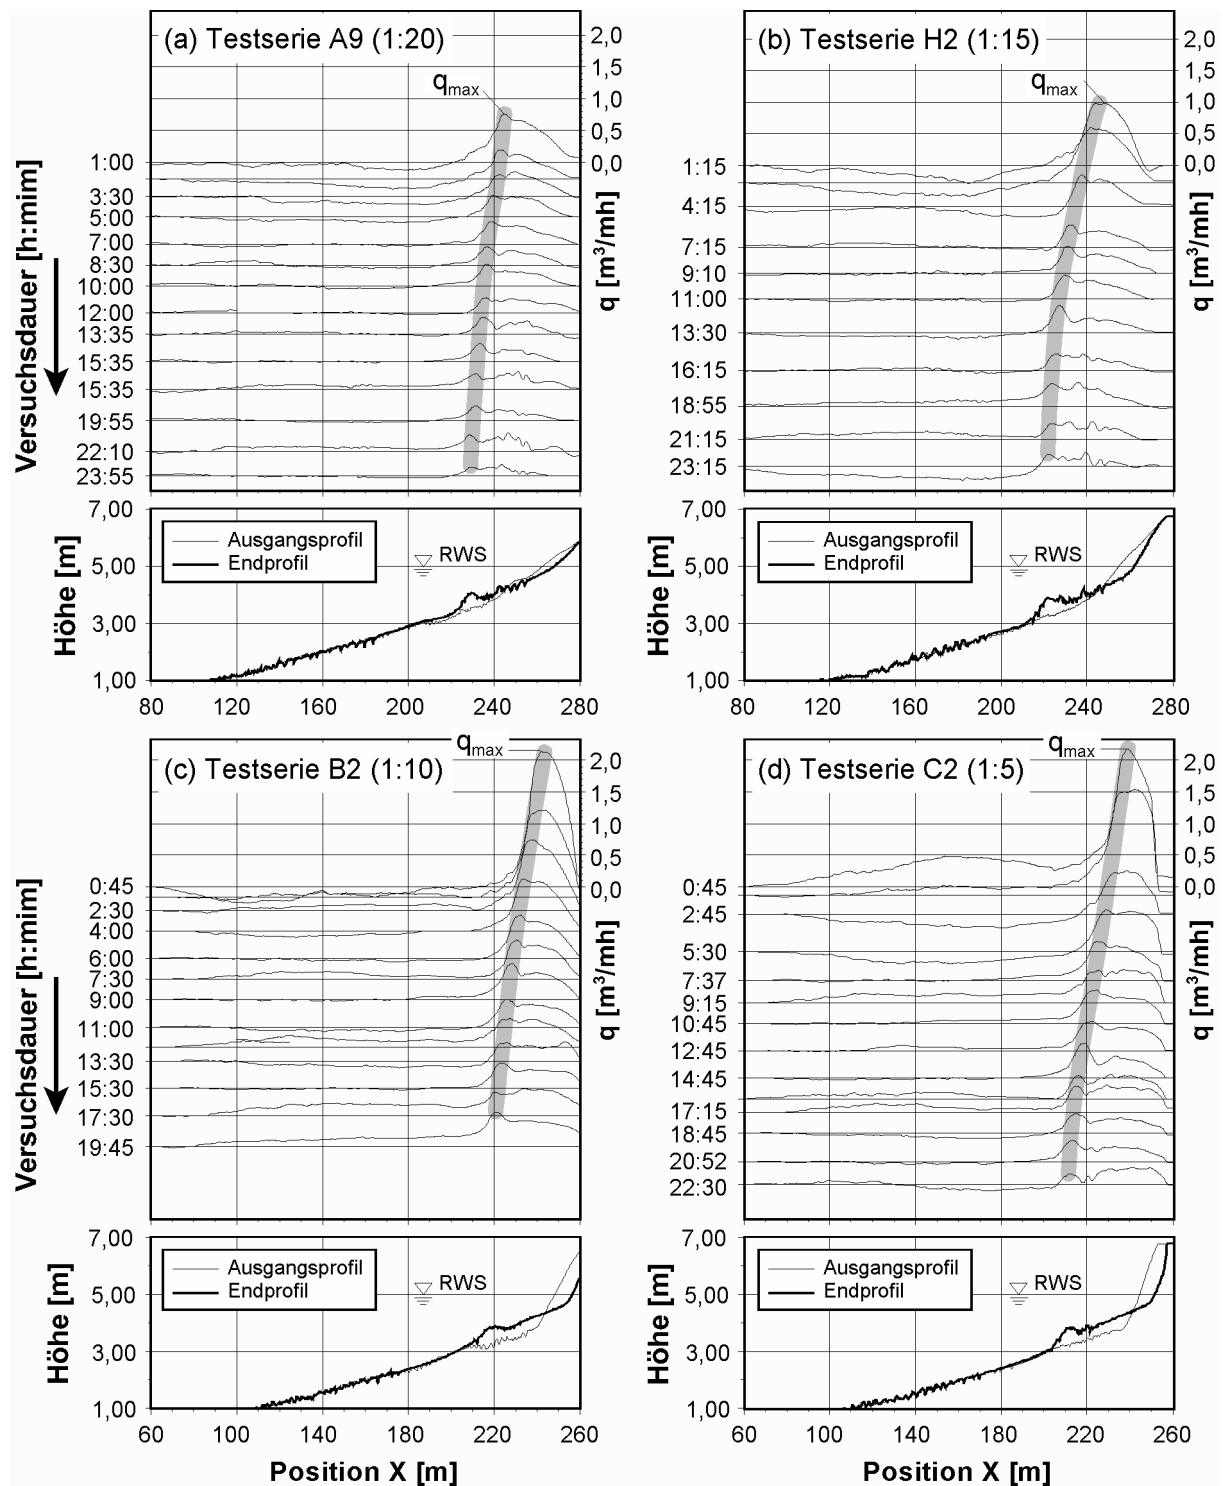 (a) Testserie A9 (1:20)
q max
2,0
1,5
1,0
0,5
0,0
q [m³/mh]
Versuchsdauer [h:mim]
1:00
3:30
5:00
7:00
8:30
10:00
12:00
13:35
15:35
15:35
19:55
22:10
23:55
Höhe [m]
7,00
5,00
3,00
1,00
Ausgangsprofil
Endprofil
RWS
80 120 160 200 240 280
(b) Testserie H2 (1:15)
q max
2,0
1,5
1,0
0,5
0,0
q [m³/mh]
1:15
4:15
7:15
9:10
11:00
13:30
16:15
18:55
21:15
23:15
Höhe [m]
7,00
5,00
3,00
1,00
Ausgangsprofil
Endprofil
RWS
80 120 160 200 240 280
(c) Testserie B2 (1:10)
q max
2,0
1,5
1,0
0,5
0,0
q [m³/mh]
Versuchsdauer [h:nim]
0:45
2:30
4:00
6:00
7:30
9:00
11:00
13:30
15:30
17:30
19:45
Höhe [m]
7,00
5,00
3,00
1,00
Ausgangsprofil
Endprofil
RWS
60 100 140 180 220 260
Position X [m]
(d) Testserie C2 (1:5)
q max
2,0
1,5
1,0
0,5
0,0
q [m³/mh]
0:45
2:45
5:30
7:37
9:15
10:45
12:45
14:45
17:15
18:45
20:52
22:30
Höhe [m]
7,00
5,00
3,00
1,00
Ausgangsprofil
Endprofil
RWS
60 100 140 180 220 260
Position X [m]